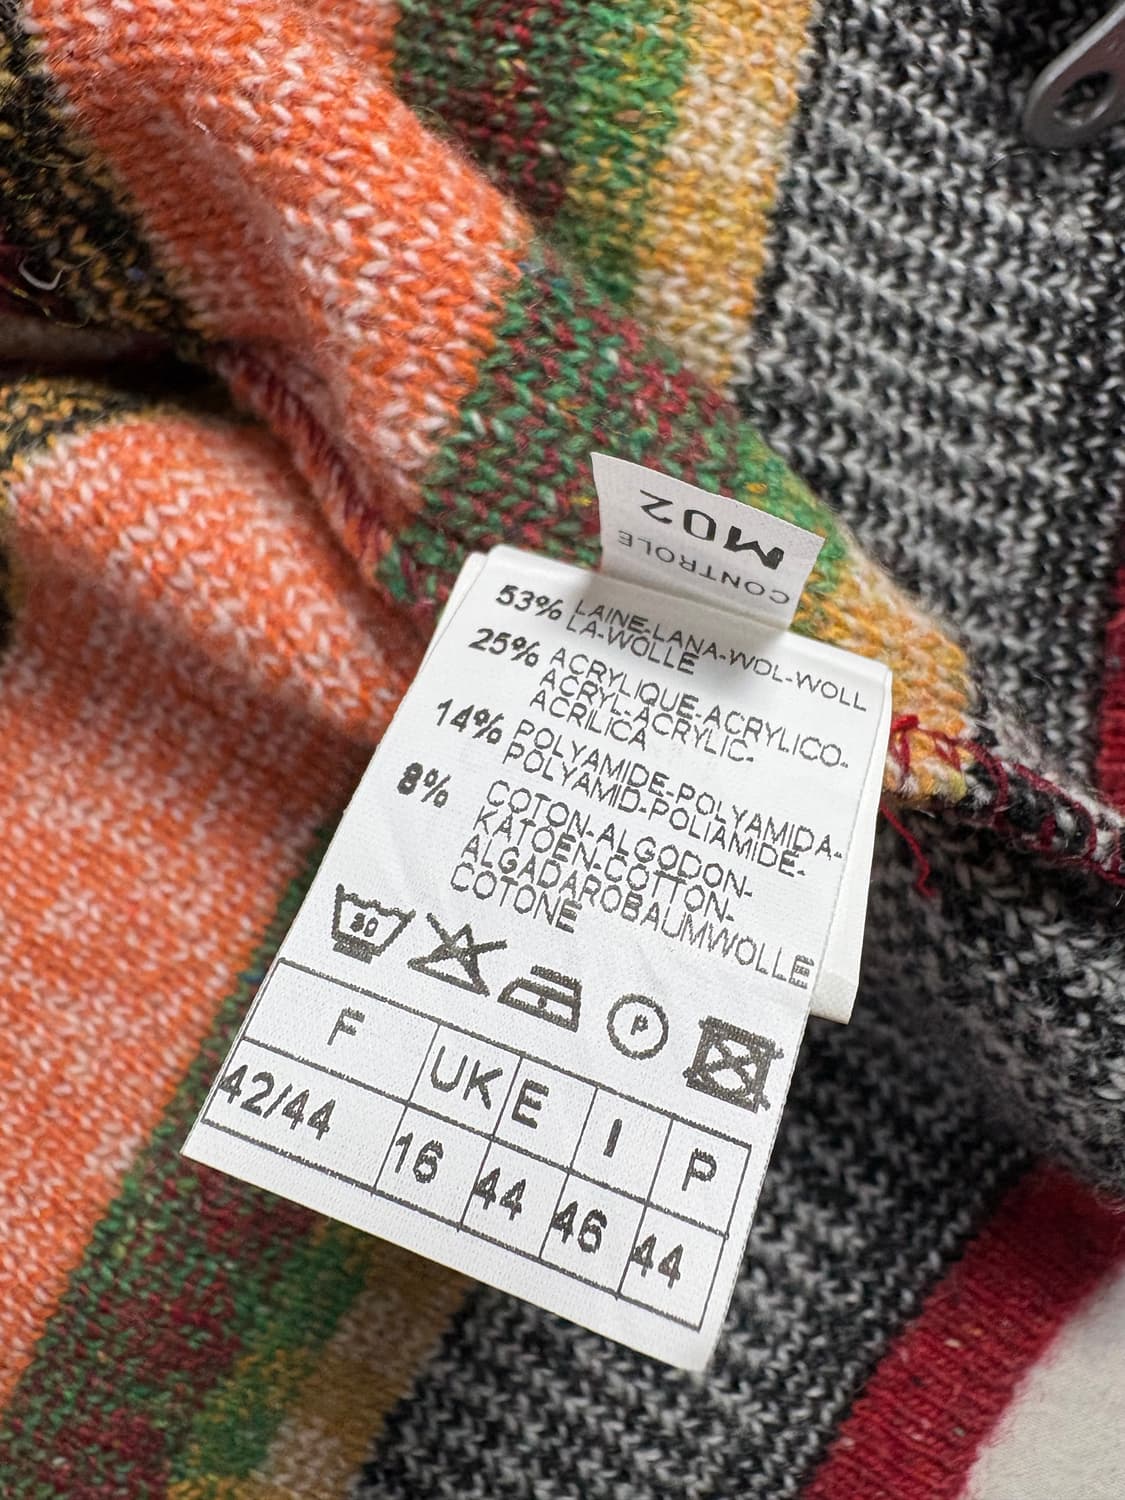 CONTROLE
M02
53% LAINE-LANA-WOL-WOLL
LA-WOLLE
25% ACRYLIQUE-ACRYLICO-
ACRYL-ACRYLIC-
ACRILICA
14% POLYAMIDE-POLYAMIDA-
POLYAMID-POLIAMIDE-
8% COTON-ALGODON-
KATOEN-COTTON-
ALGADAROBAUMWOLLE
COTONE
30 P
F UK E I P
42/44 16 44 46 44